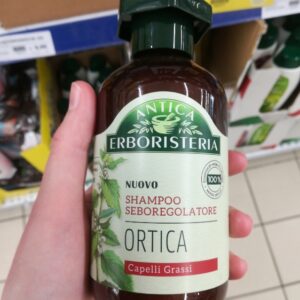 ANTICA
ERBORISTERIA
NUOVO
100%
SHAMPOO
SEBOREGOLATORE
ORTICA
Capelli Grassi